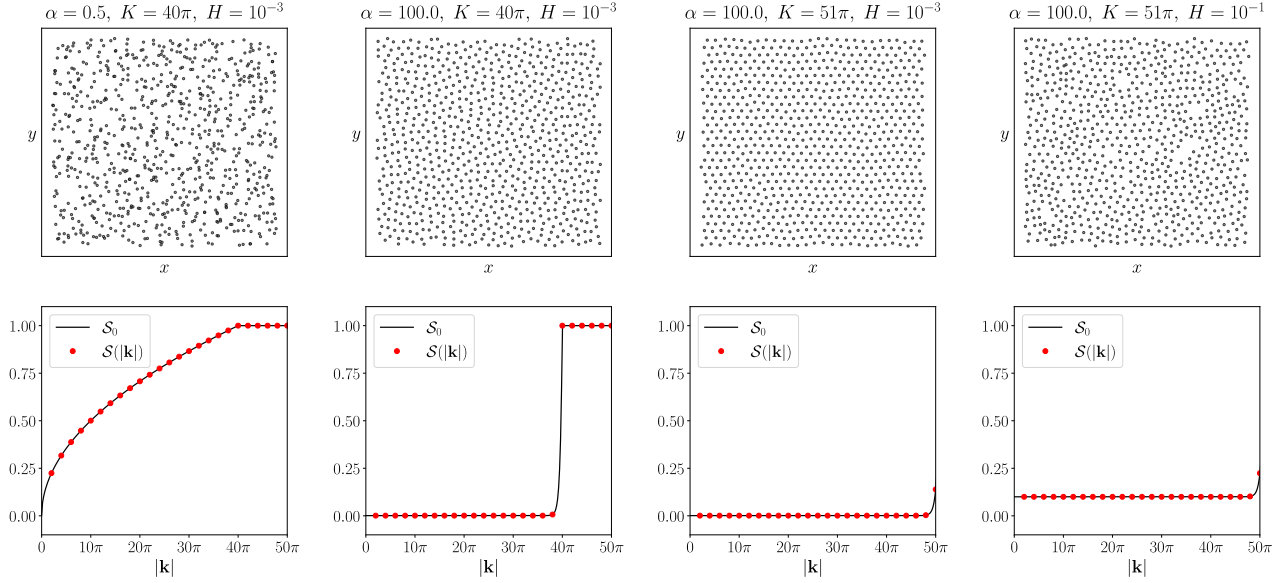 α = 0.5, K = 40π, H = 10⁻³
α = 100.0, K = 40π, H = 10⁻³
α = 100.0, K = 51π, H = 10⁻³
α = 100.0, K = 51π, H = 10⁻¹
y
x
y
x
y
x
y
x
1.00
0.75
0.50
0.25
0.00
𝒮₀
𝒮(|𝐤|)
0 10π 20π 30π 40π 50π
|𝐤|
1.00
0.75
0.50
0.25
0.00
𝒮₀
𝒮(|𝐤|)
0 10π 20π 30π 40π 50π
|𝐤|
1.00
0.75
0.50
0.25
0.00
𝒮₀
𝒮(|𝐤|)
0 10π 20π 30π 40π 50π
|𝐤|
1.00
0.75
0.50
0.25
0.00
𝒮₀
𝒮(|𝐤|)
0 10π 20π 30π 40π 50π
|𝐤|